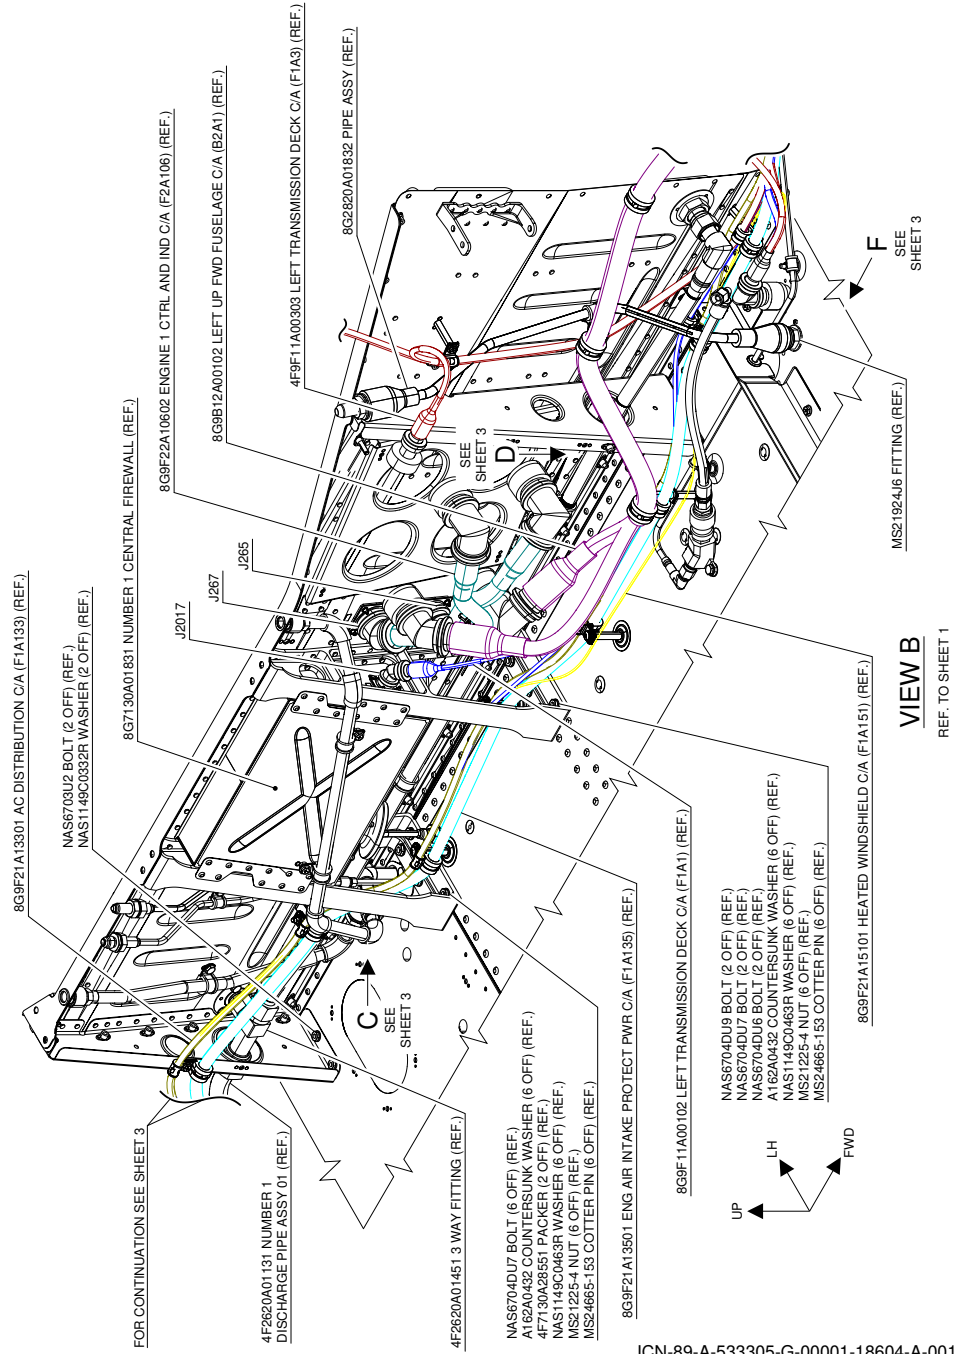 8G9F21A13301 AC DISTRIBUTION C/A (F1A133) (REF.)
NAS6703U2 BOLT (2 OFF) (REF.)
NAS1149C0332R WASHER (2 OFF) (REF.)
8G7130A01831 NUMBER 1 CENTRAL FIREWALL (REF.)
8G9F22A10602 ENGINE 1 CTRL AND IND C/A (F2A106) (REF.)
8G9B12A00102 LEFT UP FWD FUSELAGE C/A (B2A1) (REF.)
4F9F11A00303 LEFT TRANSMISSION DECK C/A (F1A3) (REF.)
8G2820A01832 PIPE ASSY (REF.)
J2017
J267
J265
SEE
SHEET 3
D
F
SEE
SHEET 3
C
SEE
SHEET 3
FOR CONTINUATION SEE SHEET 3
4F2620A01131 NUMBER 1
DISCHARGE PIPE ASSY 01 (REF.)
4F2620A01451 3 WAY FITTING (REF.)
NAS6704DU7 BOLT (6 OFF) (REF.)
A162A0432 COUNTERSUNK WASHER (6 OFF) (REF.)
4F7130A28551 PACKER (2 OFF) (REF.)
NAS1149C0463R WASHER (6 OFF) (REF.)
MS21225-4 NUT (6 OFF) (REF.)
MS24665-153 COTTER PIN (6 OFF) (REF.)
8G9F21A13501 ENG AIR INTAKE PROTECT PWR C/A (F1A135) (REF.)
8G9F11A00102 LEFT TRANSMISSION DECK C/A (F1A1) (REF.)
NAS6704DU9 BOLT (2 OFF) (REF.)
NAS6704DU7 BOLT (2 OFF) (REF.)
NAS6704DU6 BOLT (2 OFF) (REF.)
A162A0432 COUNTERSUNK WASHER (6 OFF) (REF.)
NAS1149C0463R WASHER (6 OFF) (REF.)
MS21225-4 NUT (6 OFF) (REF.)
MS24665-153 COTTER PIN (6 OFF) (REF.)
8G9F21A15101 HEATED WINDSHIELD C/A (F1A151) (REF.)
MS21924J6 FITTING (REF.)
UP
LH
FWD
VIEW B
REF. TO SHEET 1
ICN-89-A-533305-G-00001-18604-A-001